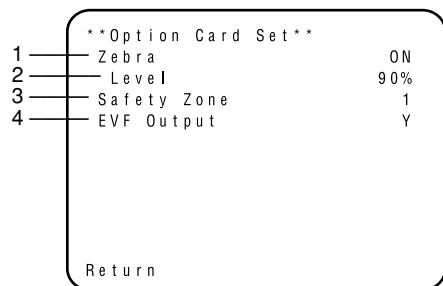 **Option Card Set**
1 Zebra ON
2 Level 90%
3 Safety Zone 1
4 EVF Output Y
Return